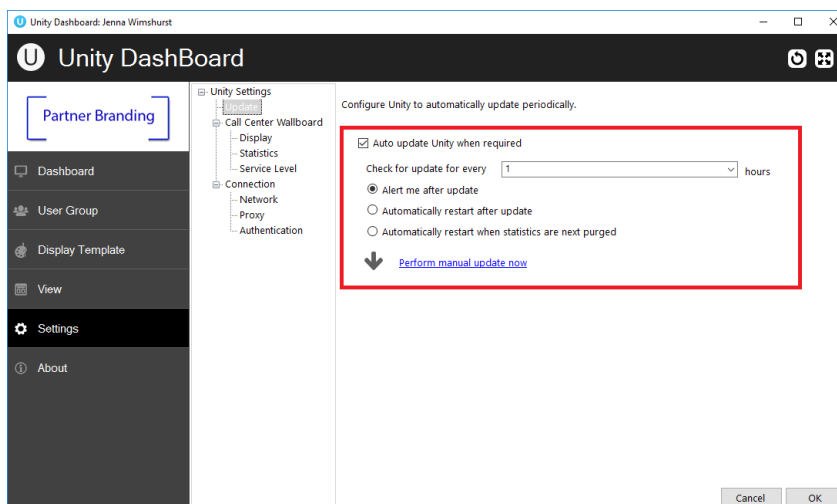 Unity Dashboard: Jenna Wimshurst
Unity DashBoard
Partner Branding
Dashboard
User Group
Display Template
View
Settings
About
Unity Settings
Update
Call Center Wallboard
Display
Statistics
Service Level
Connection
Network
Proxy
Authentication
Configure Unity to automatically update periodically.
Auto update Unity when required
Check for update for every 1 hours
Alert me after update
Automatically restart after update
Automatically restart when statistics are next purged
Perform manual update now
Cancel OK